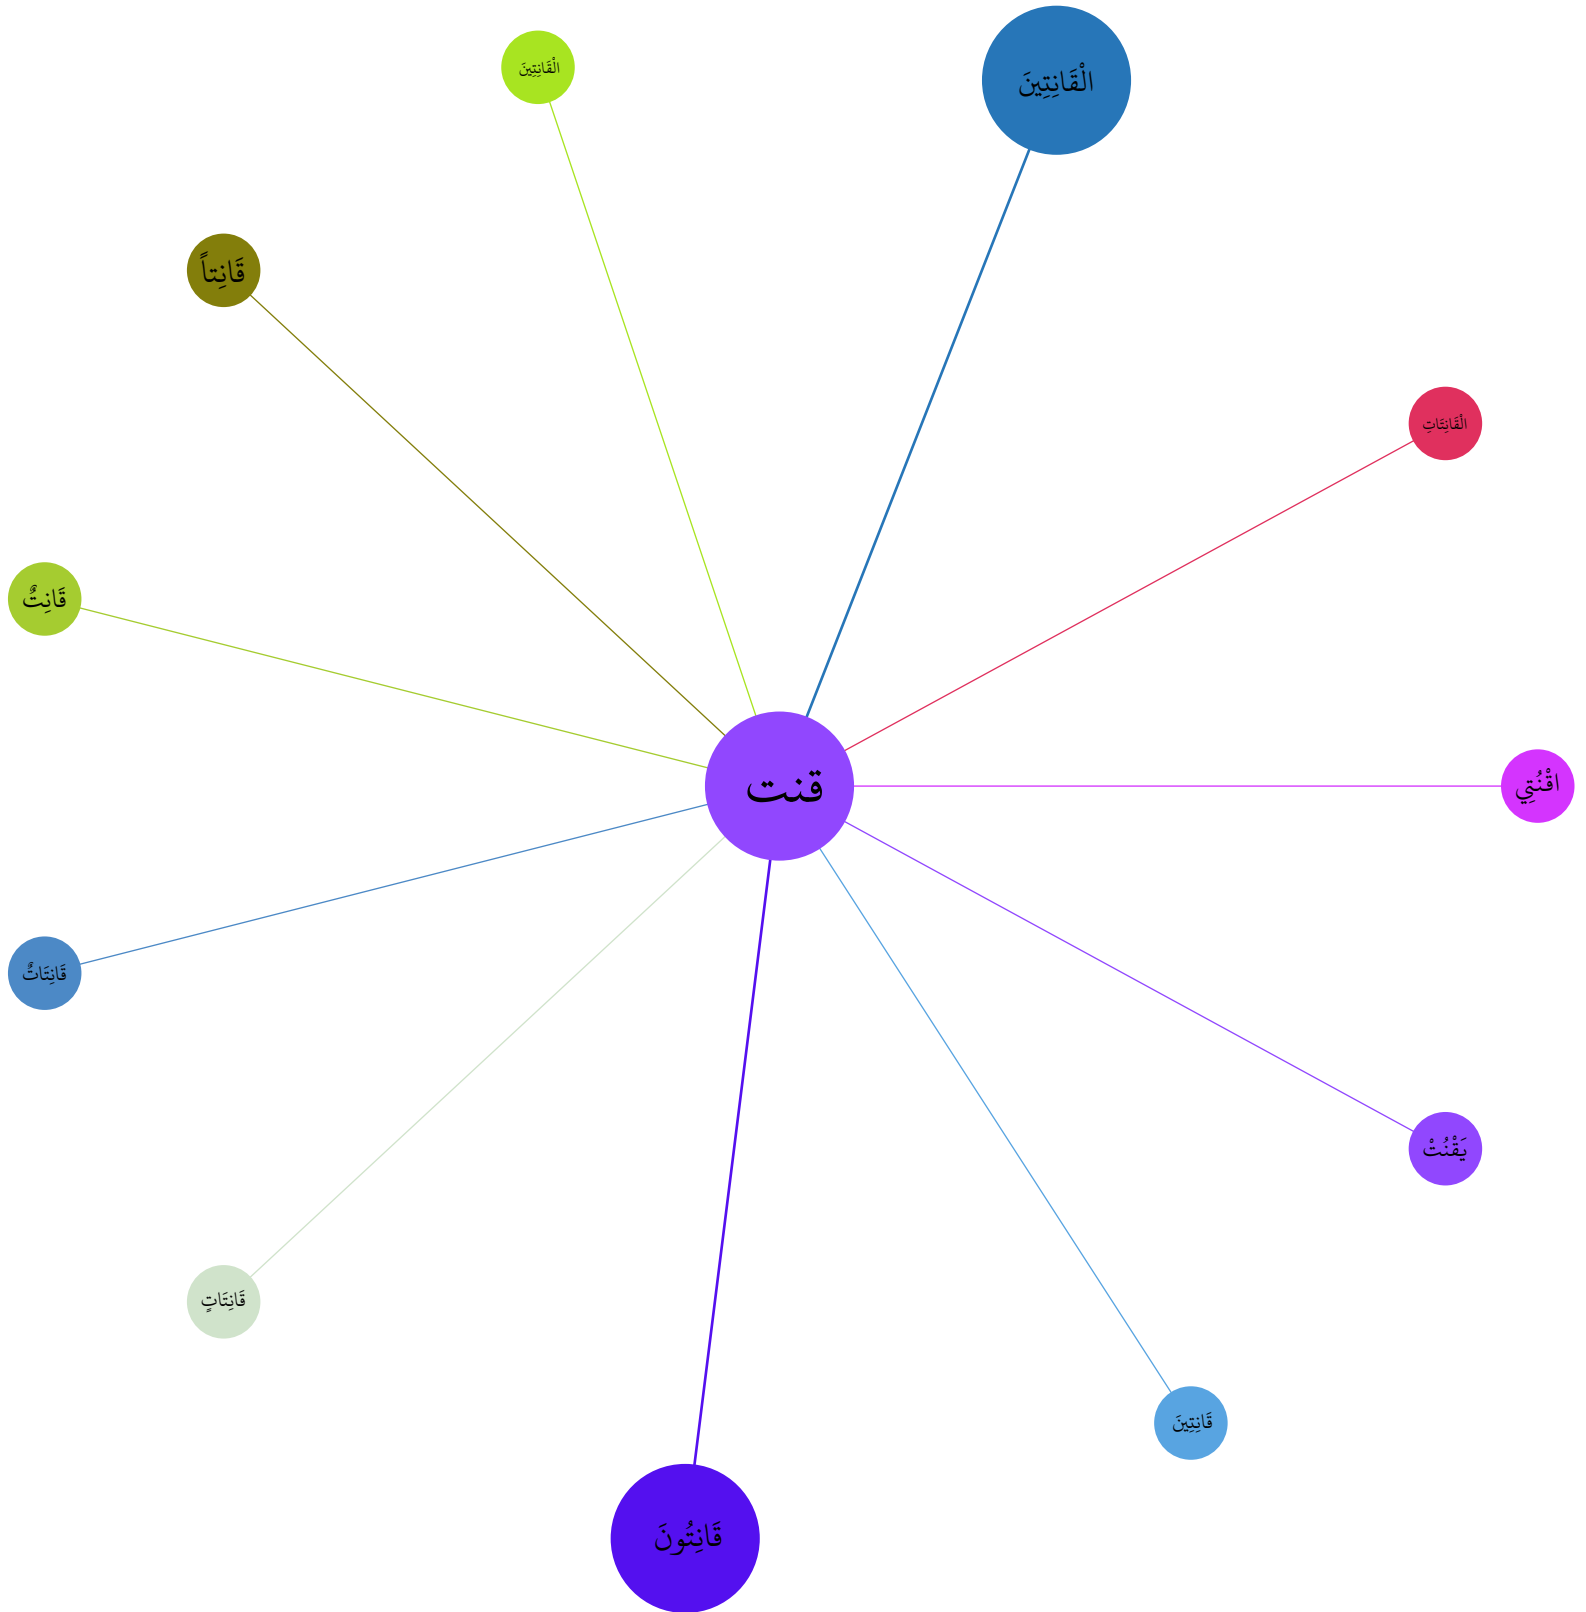 الْقَانِتِينَ
الْقَانِتِينَ
قَانِتاً
الْقَانِتَاتِ
قَانِتٌ
قنت
اقْنُتِي
قَانِتَاتٌ
يَقْنُتْ
قَانِتَاتٍ
قَانِتِينَ
قَانِتُونَ